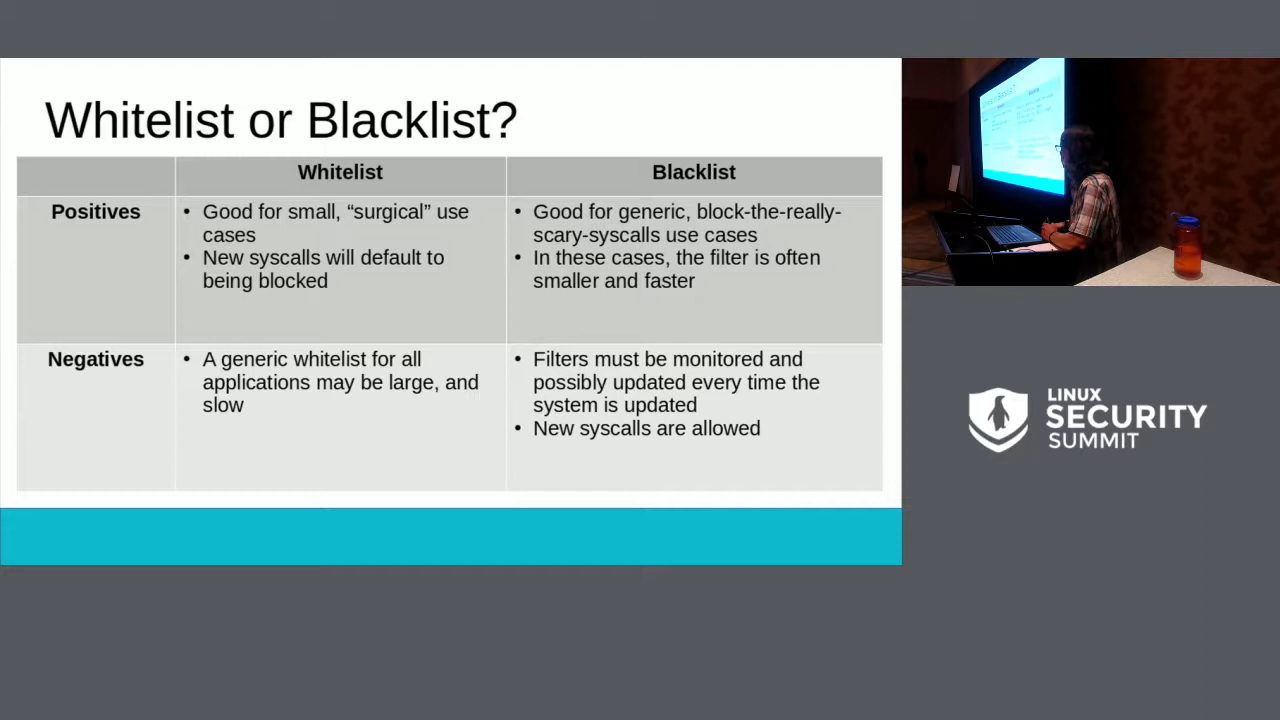 Whitelist or Blacklist?
Whitelist
Blacklist
Positives
• Good for small, “surgical” use
cases
• New syscalls will default to
being blocked
• Good for generic, block-the-really-
scary-syscalls use cases
• In these cases, the filter is often
smaller and faster
Negatives
• A generic whitelist for all
applications may be large, and
slow
• Filters must be monitored and
possibly updated every time the
system is updated
• New syscalls are allowed
LINUX
SECURITY
SUMMIT